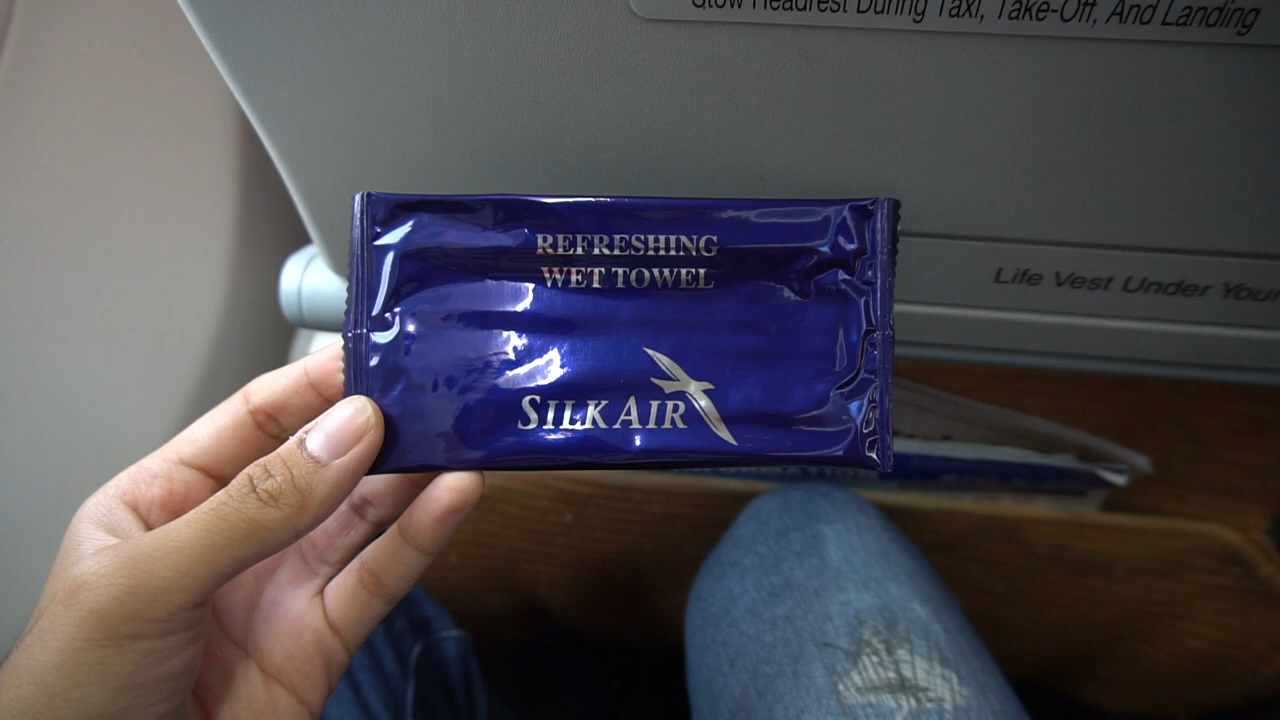 Stow Headrest During Taxi, Take-Off, And Landing
REFRESHING
WET TOWEL
SILKAIR
Life Vest Under Your